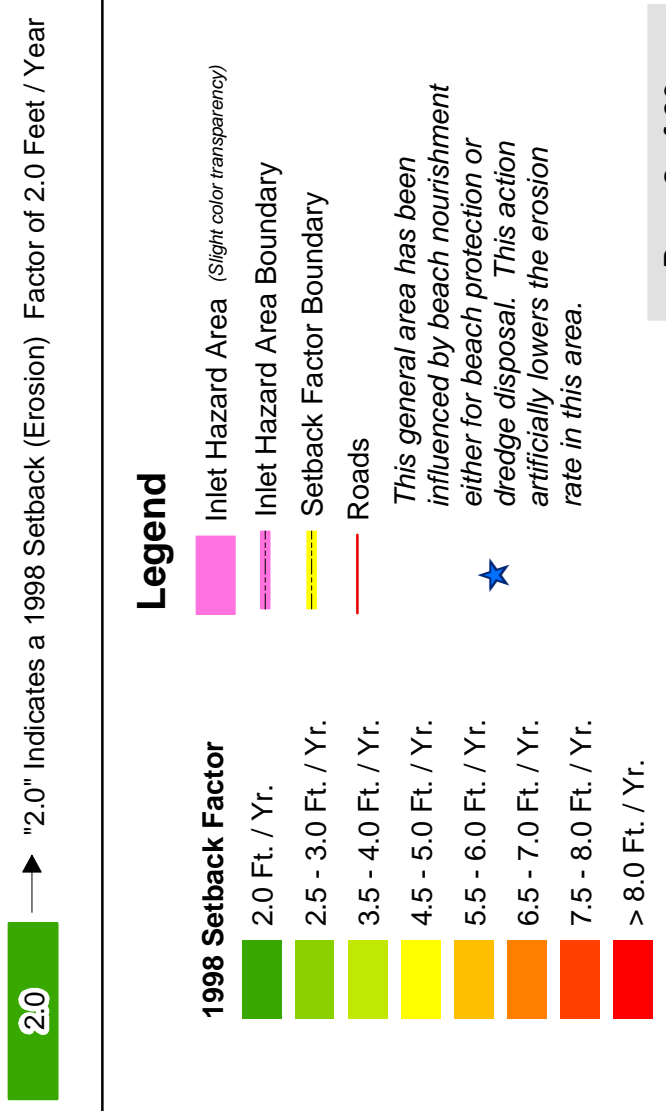 2.0 "2.0" Indicates a 1998 Setback (Erosion) Factor of 2.0 Feet / Year
Legend
1998 Setback Factor
2.0 Ft. / Yr.
2.5 - 3.0 Ft. / Yr.
3.5 - 4.0 Ft. / Yr.
4.5 - 5.0 Ft. / Yr.
5.5 - 6.0 Ft. / Yr.
6.5 - 7.0 Ft. / Yr.
7.5 - 8.0 Ft. / Yr.
> 8.0 Ft. / Yr.
Inlet Hazard Area (Slight color transparency)
Inlet Hazard Area Boundary
Setback Factor Boundary
Roads
This general area has been
influenced by beach nourishment
either for beach protection or
dredge disposal. This action
artificially lowers the erosion
rate in this area.